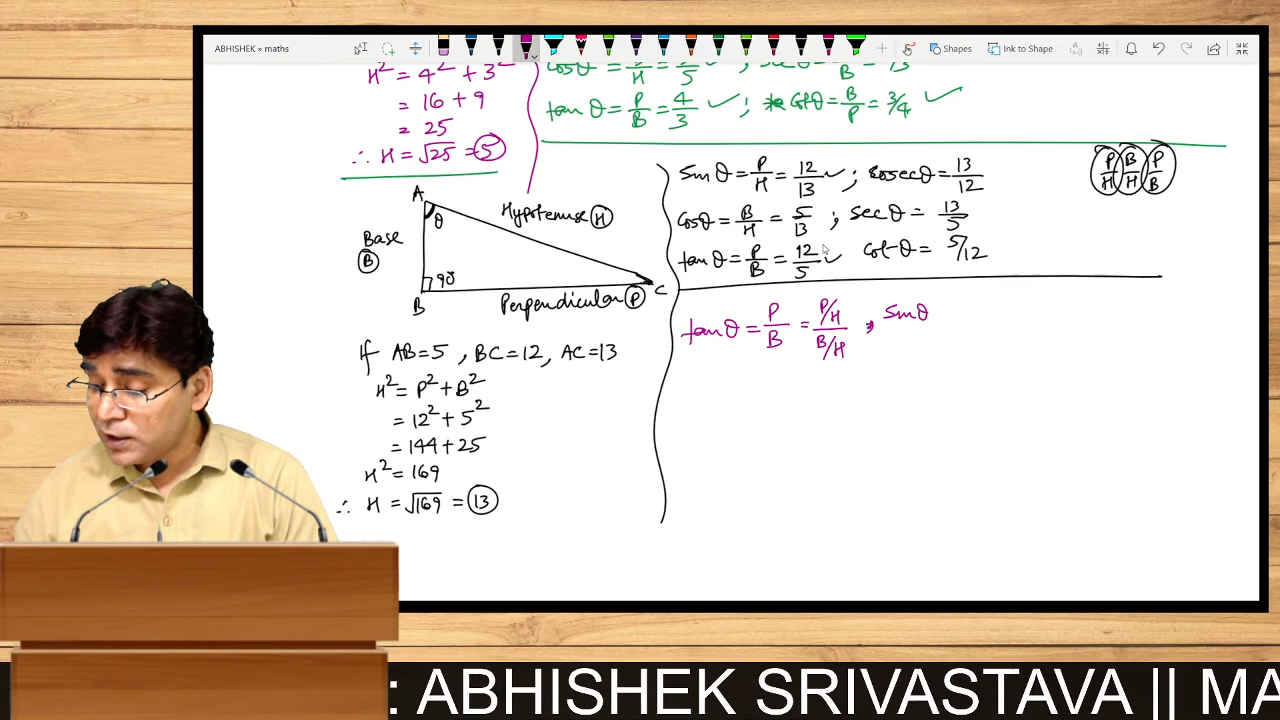 ABHISHEK » maths
Shapes
Ink to Shape
H² = 4² + 3²
= 16 + 9
= 25
∴ H = √25 = 5
tan θ = P/B = 4/3 ✓ ; cot θ = B/P = 3/4 ✓
A
θ
Hypotenuse (H)
Base
(B)
90°
B
Perpendicular (P)
C
If AB = 5 , BC = 12 , AC = 13
H² = P² + B²
= 12² + 5²
= 144 + 25
H² = 169
∴ H = √169 = 13
sin θ = P/H = 12/13 ✓ ; cosec θ = 13/12
cos θ = B/H = 5/13 ; sec θ = 13/5
tan θ = P/B = 12/5 ✓ cot θ = 5/12
P/H B/H P/B
tan θ = P/B = (P/H)/(B/H) , sin θ
: ABHISHEK SRIVASTAVA || MA